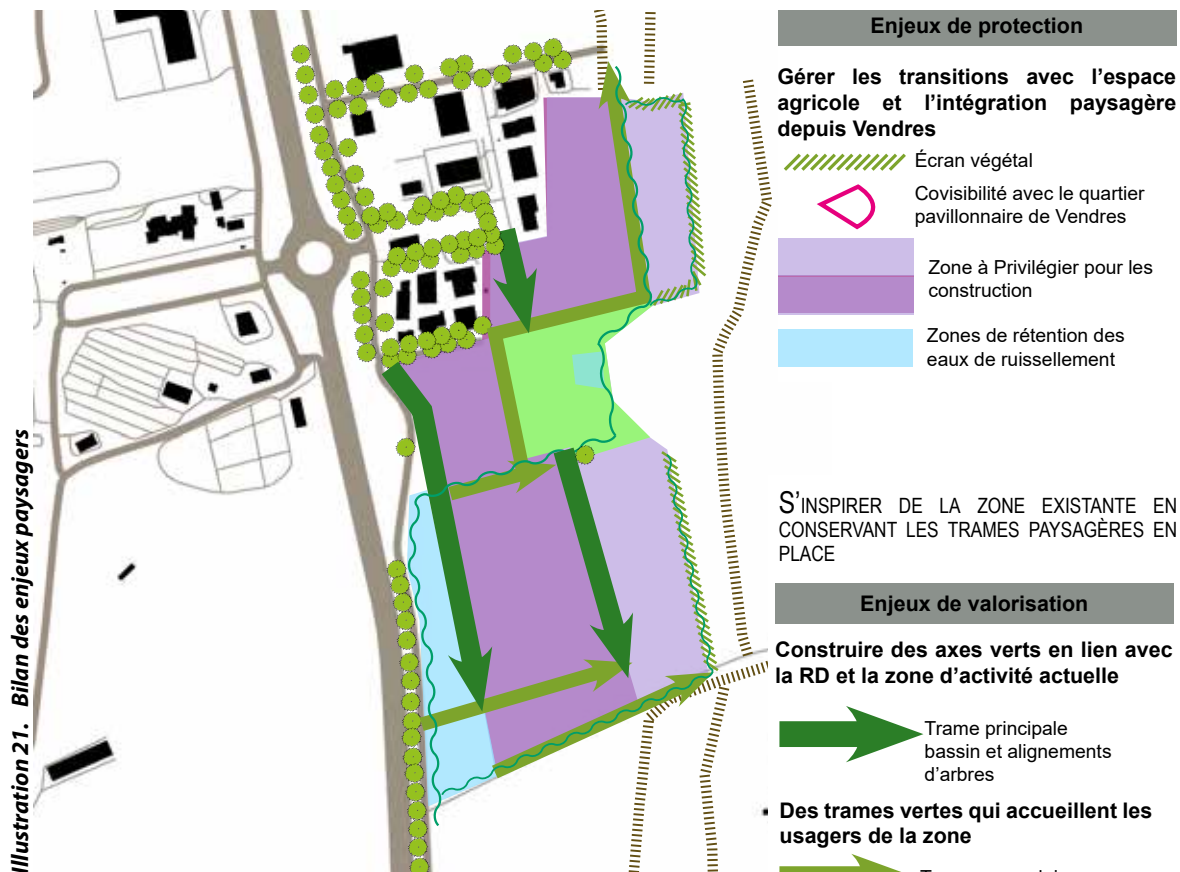 Illustration 21. Bilan des enjeux paysagers
Enjeux de protection
Gérer les transitions avec l'espace
agricole et l'intégration paysagère
depuis Vendres
Écran végétal
Covisibilité avec le quartier
pavillonnaire de Vendres
Zone à Privilégier pour les
construction
Zones de rétention des
eaux de ruissellement
S'INSPIRER DE LA ZONE EXISTANTE EN
CONSERVANT LES TRAMES PAYSAGÈRES EN
PLACE
Enjeux de valorisation
Construire des axes verts en lien avec
la RD et la zone d'activité actuelle
Trame principale
bassin et alignements
d'arbres
Des trames vertes qui accueillent les
usagers de la zone